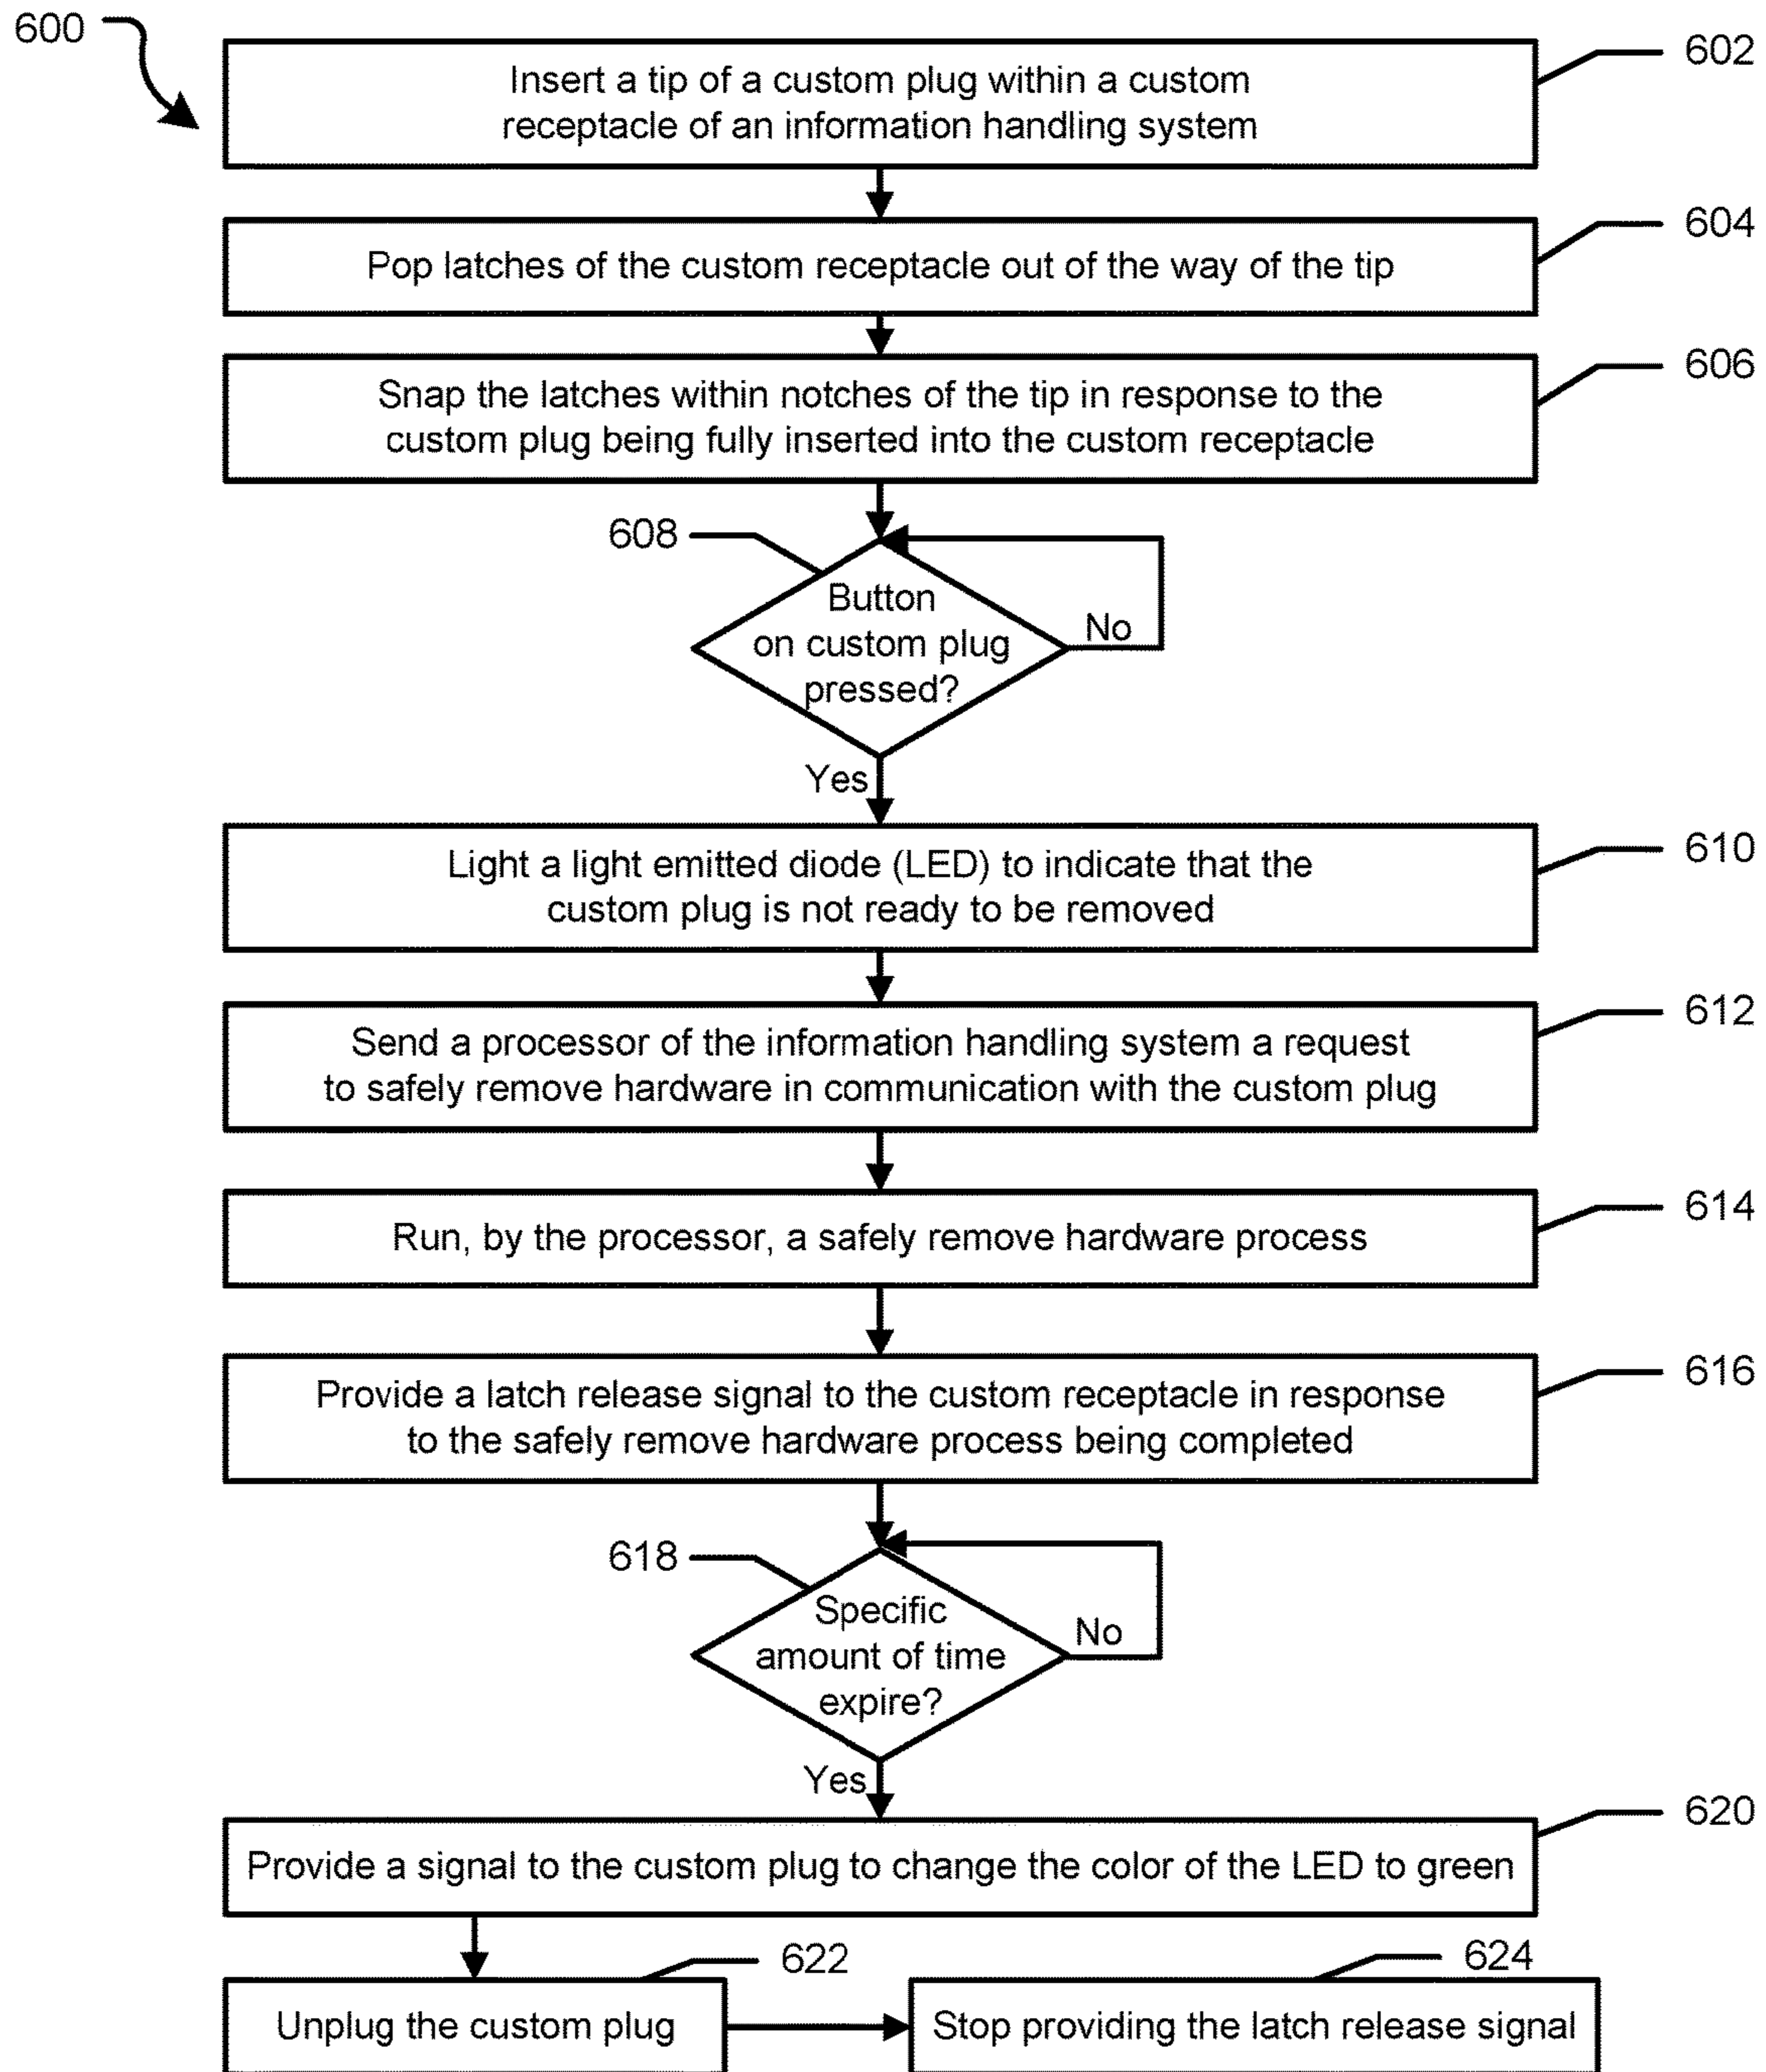 600
602
Insert a tip of a custom plug within a custom
receptacle of an information handling system
604
Pop latches of the custom receptacle out of the way of the tip
606
Snap the latches within notches of the tip in response to the
custom plug being fully inserted into the custom receptacle
608
Button
on custom plug
pressed?
No
Yes
610
Light a light emitted diode (LED) to indicate that the
custom plug is not ready to be removed
612
Send a processor of the information handling system a request
to safely remove hardware in communication with the custom plug
614
Run, by the processor, a safely remove hardware process
616
Provide a latch release signal to the custom receptacle in response
to the safely remove hardware process being completed
618
Specific
amount of time
expire?
No
Yes
620
Provide a signal to the custom plug to change the color of the LED to green
622
Unplug the custom plug
624
Stop providing the latch release signal